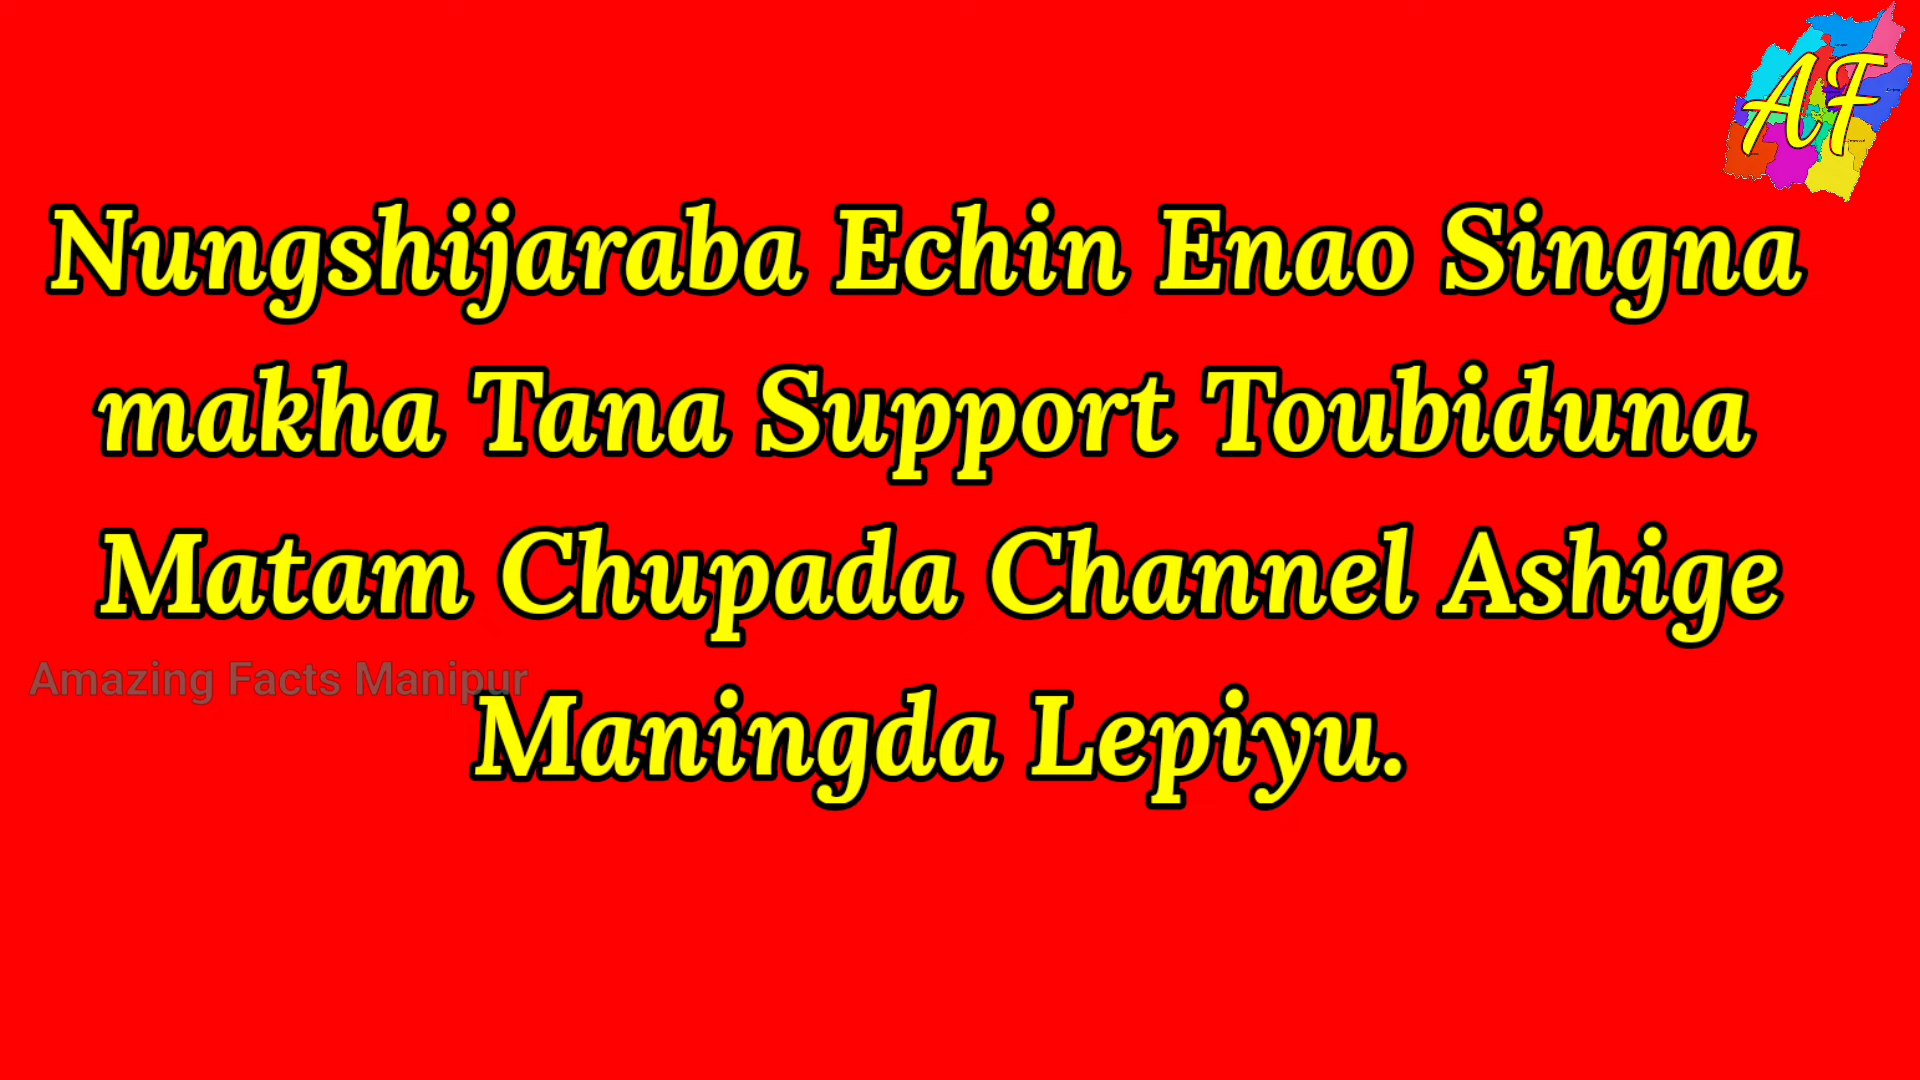 AF
Nungshijaraba Echin Enao Singna
makha Tana Support Toubiduna
Matam Chupada Channel Ashige
Amazing Facts Manipur
Maningda Lepiyu.